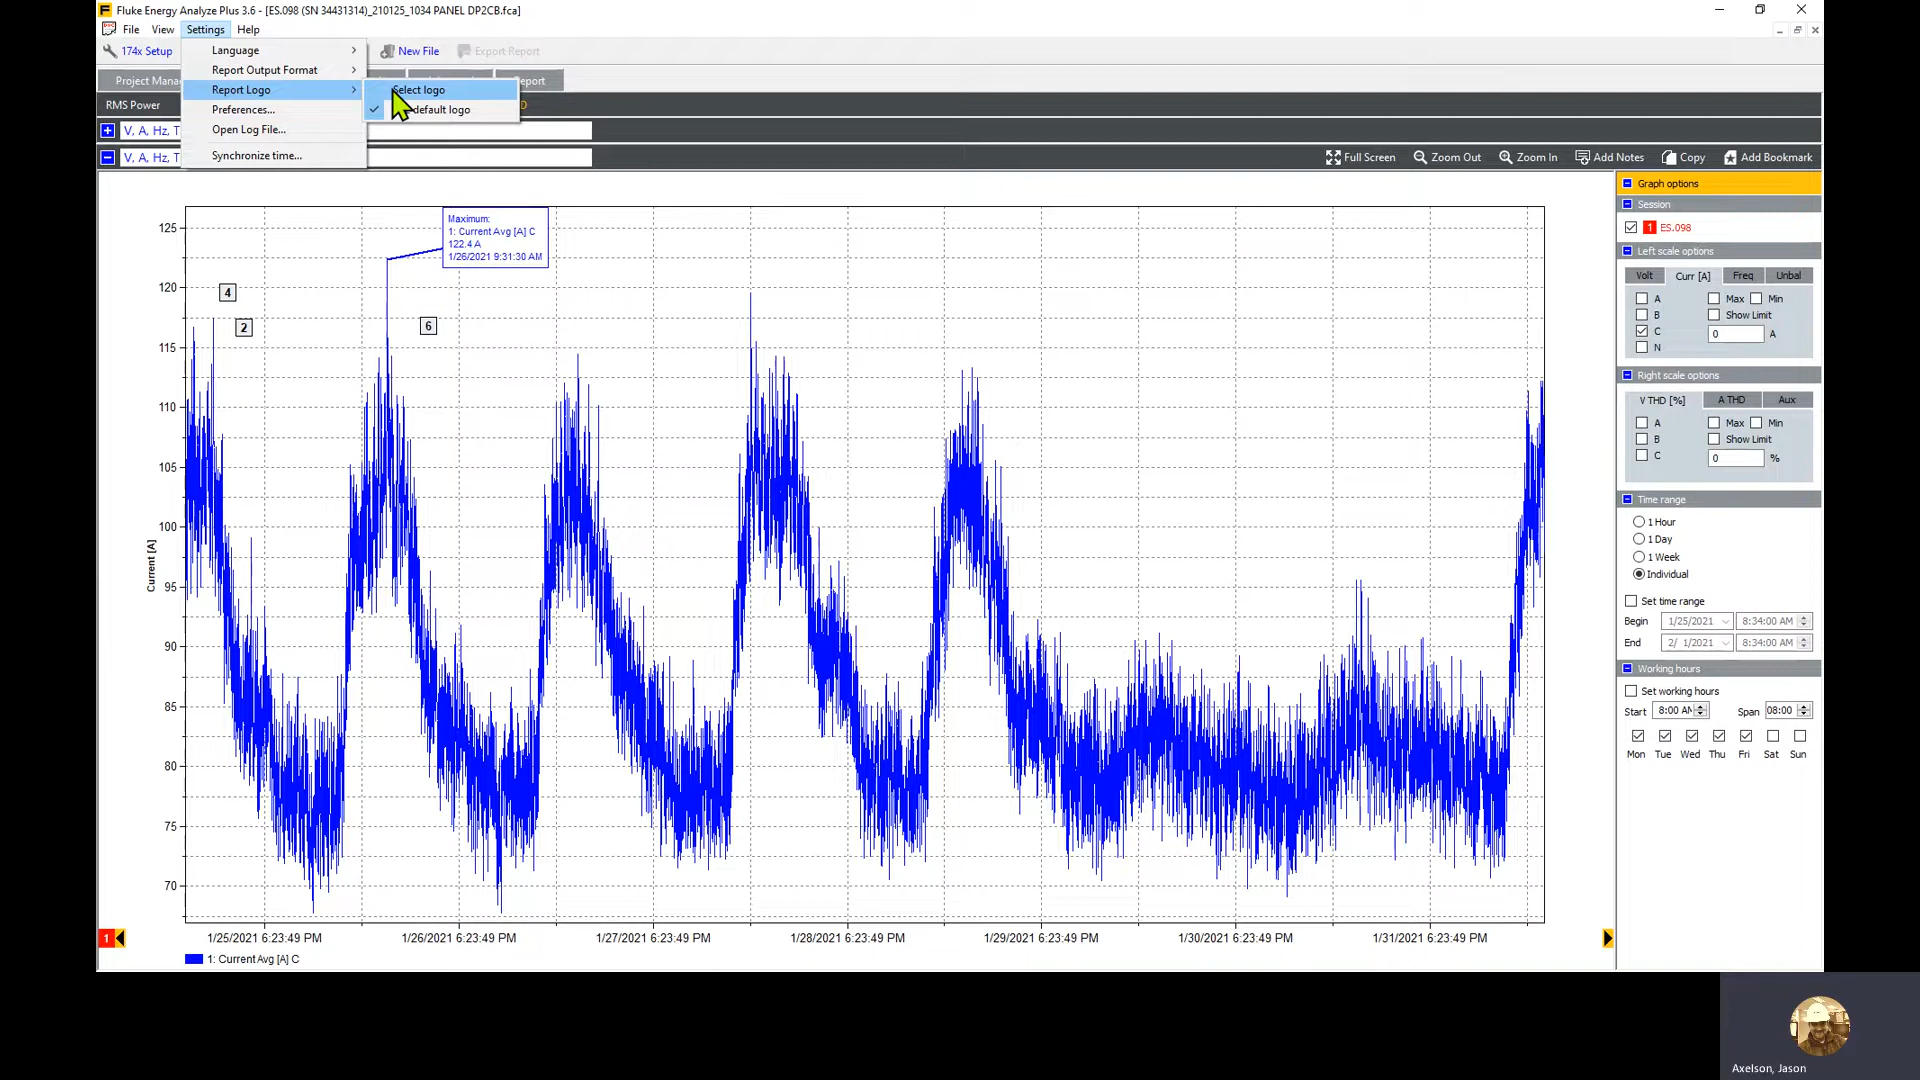 Fluke Energy Analyze Plus 3.6 - [ES.098 (SN 34431314)_210125_1034 PANEL DP2CB.fca]
File View Settings Help
174x Setup New File Export Report
Language
Report Output Format
Report Logo
Preferences...
Open Log File...
Synchronize time...
Select logo
default logo
Project Mana
port
RMS Power
V, A, Hz, T
V, A, Hz, T
Full Screen Zoom Out Zoom In Add Notes Copy Add Bookmark
Maximum:
1: Current Avg [A] C
122.4 A
1/26/2021 9:31:30 AM
4
2
6
125
120
115
110
105
100
95
90
85
80
75
70
Current [A]
1/25/2021 6:23:49 PM 1/26/2021 6:23:49 PM 1/27/2021 6:23:49 PM 1/28/2021 6:23:49 PM 1/29/2021 6:23:49 PM 1/30/2021 6:23:49 PM 1/31/2021 6:23:49 PM
1
1: Current Avg [A] C
Graph options
Session
1 ES.098
Left scale options
Volt Curr [A] Freq Unbal
A Max Min
B Show Limit
C 0 A
N
Right scale options
V THD [%] A THD Aux
A Max Min
B Show Limit
C 0 %
Time range
1 Hour
1 Day
1 Week
Individual
Set time range
Begin 1/25/2021 8:34:00 AM
End 2/ 1/2021 8:34:00 AM
Working hours
Set working hours
Start 8:00 AM Span 08:00
Mon Tue Wed Thu Fri Sat Sun
Axelson, Jason